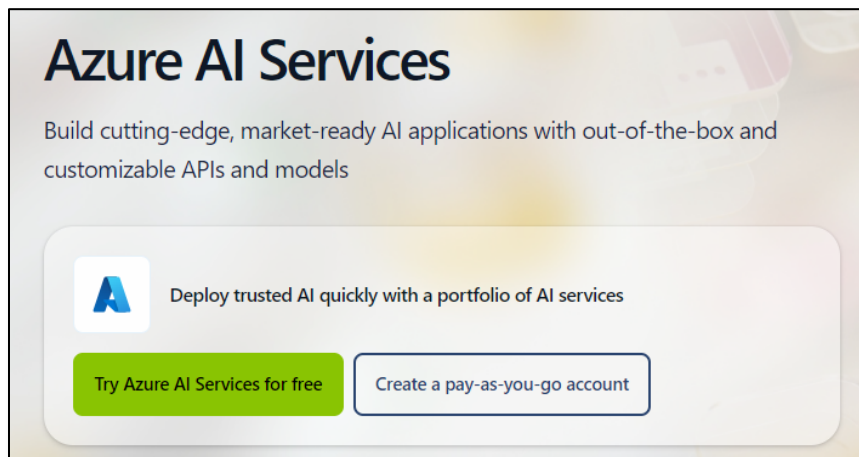 Azure AI Services
Build cutting-edge, market-ready AI applications with out-of-the-box and
customizable APIs and models
Deploy trusted AI quickly with a portfolio of AI services
Try Azure AI Services for free
Create a pay-as-you-go account